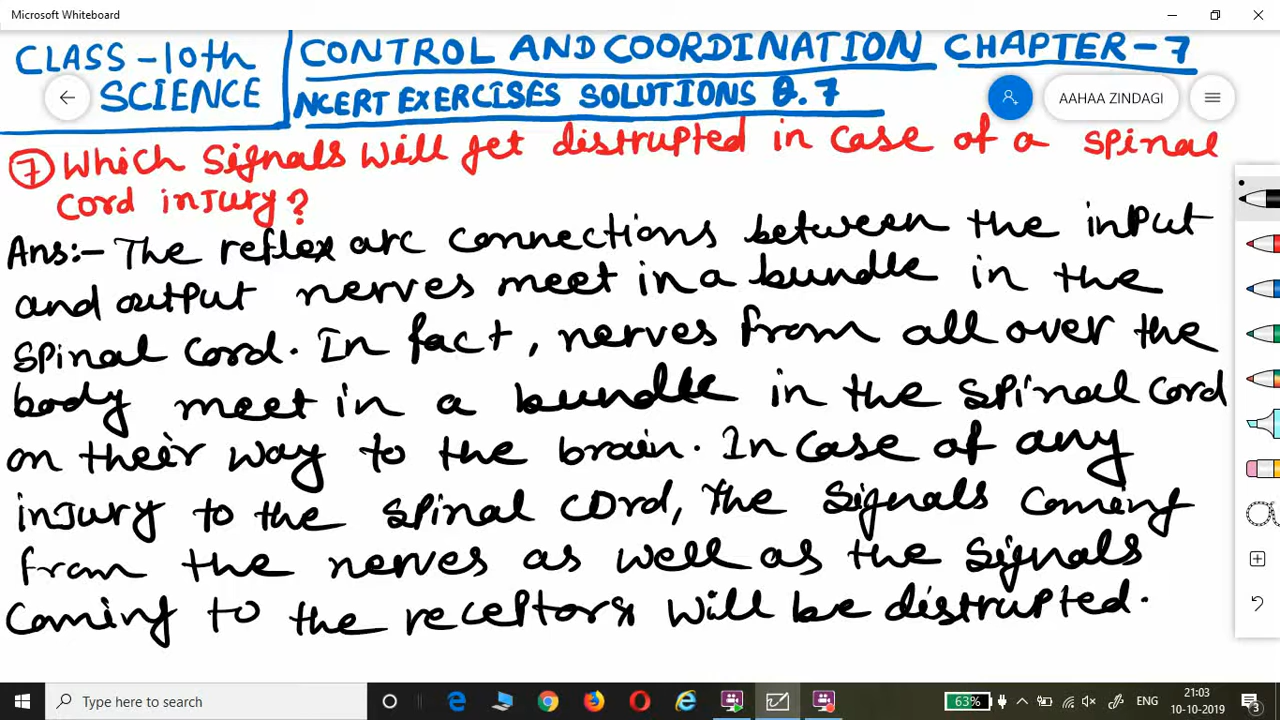 Microsoft Whiteboard
CLASS-10th
SCIENCE
CONTROL AND COORDINATION CHAPTER-7
NCERT EXERCISES SOLUTIONS Q.7
AAHAA ZINDAGI
7 Which Signals will get distrupted in case of a spinal
cord injury?
Ans:- The reflex arc connections between the input
and output nerves meet in a bundle in the
spinal cord. In fact, nerves from all over the
body meet in a bundle in the spinal cord
on their way to the brain. In case of any
injury to the spinal cord, the signals coming
from the nerves as well as the signals
coming to the receptors will be distrupted.
Type here to search
63%
ENG
21:03
10-10-2019
3